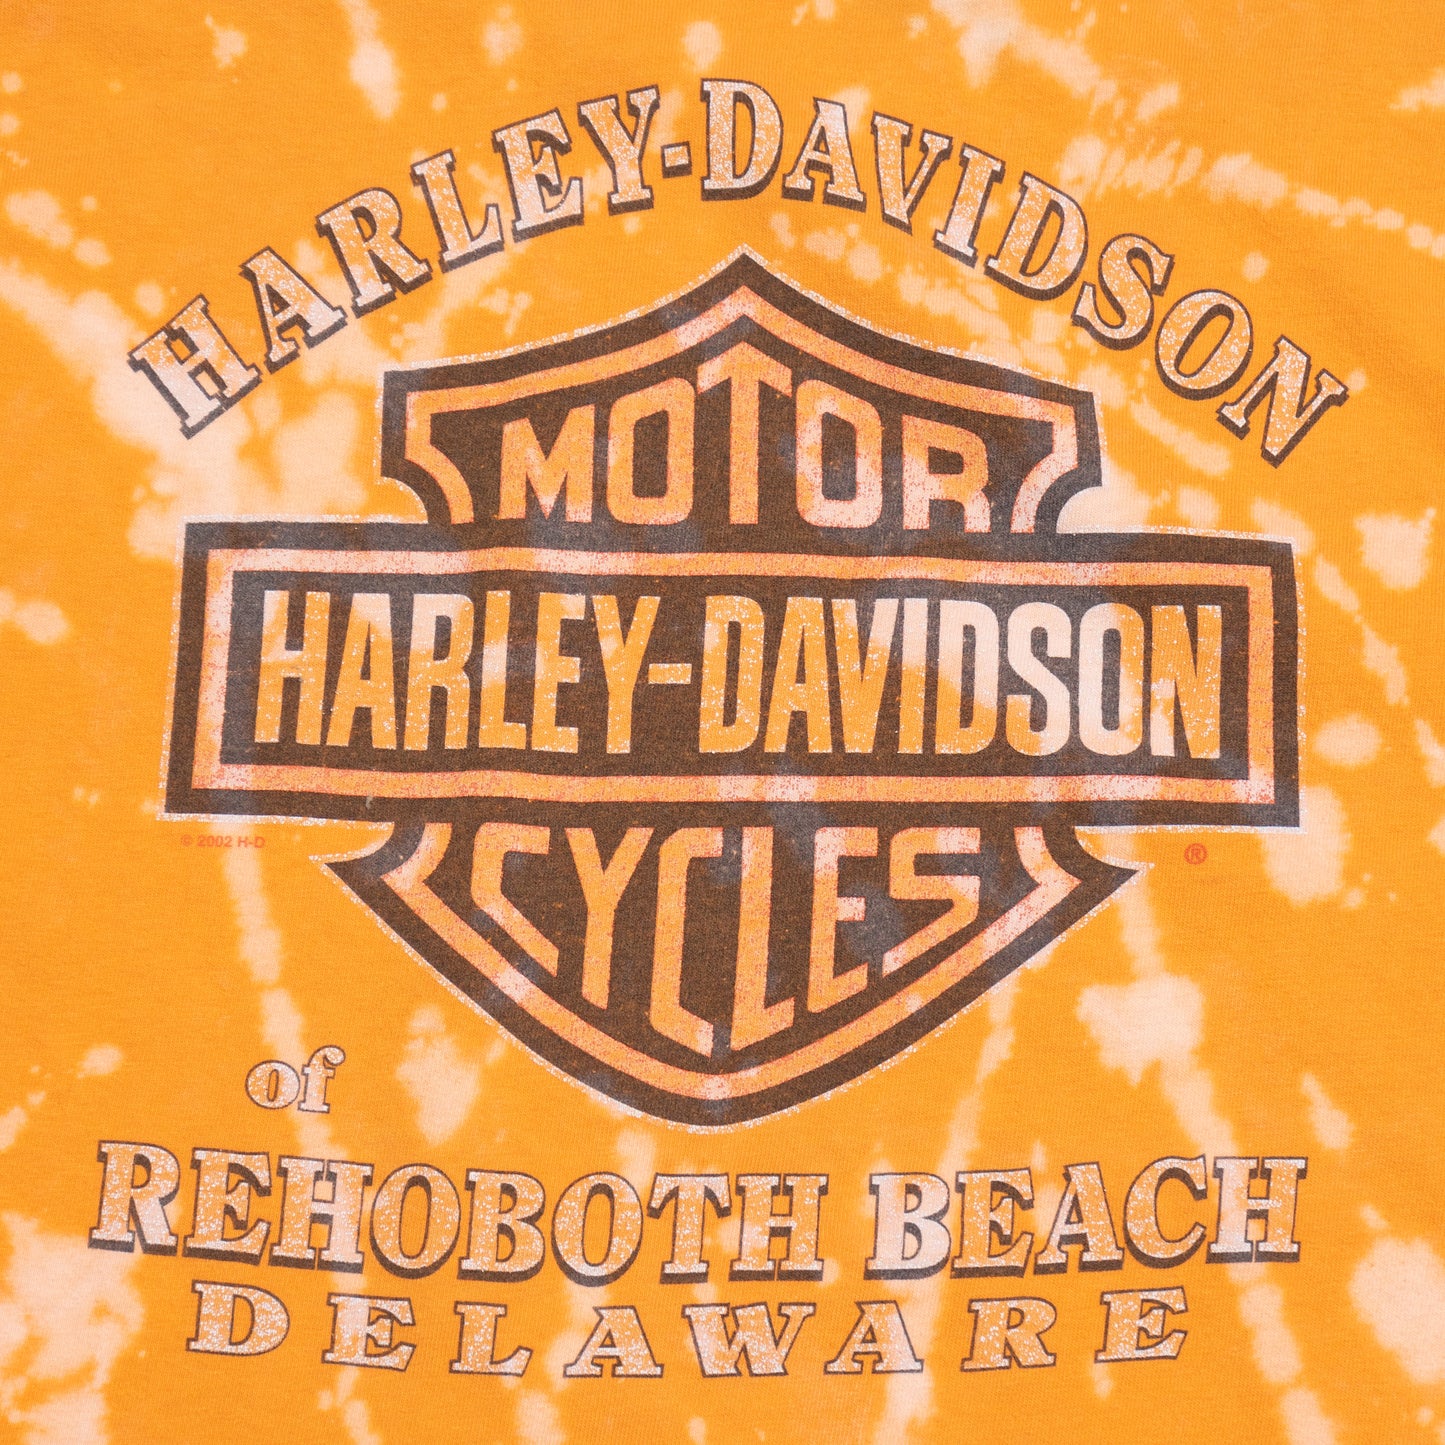 HARLEY-DAVIDSON
MOTOR
HARLEY-DAVIDSON
CYCLES
© 2002 H-D
®
of
REHOBOTH BEACH
DELAWARE